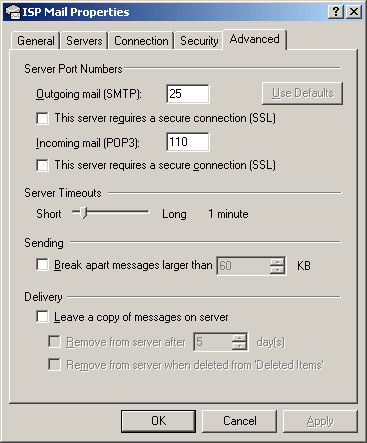 ISP Mail Properties
General Servers Connection Security Advanced
Server Port Numbers
Outgoing mail (SMTP): 25 Use Defaults
This server requires a secure connection (SSL)
Incoming mail (POP3): 110
This server requires a secure connection (SSL)
Server Timeouts
Short Long 1 minute
Sending
Break apart messages larger than 60 KB
Delivery
Leave a copy of messages on server
Remove from server after 5 day(s)
Remove from server when deleted from 'Deleted Items'
OK Cancel Apply